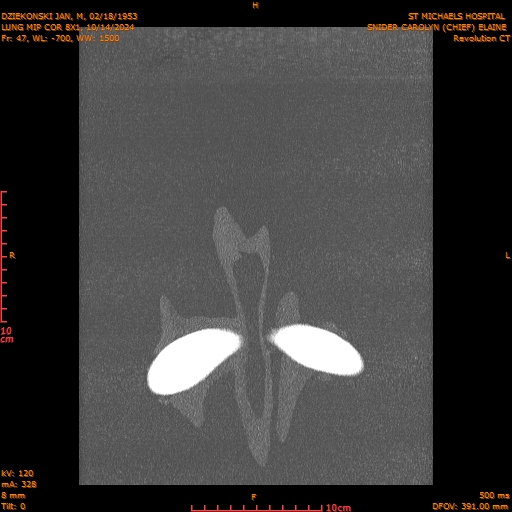 H
DZIEKONSKI JAN, M, 02/18/1953
LUNG MIP COR 8X1, 10/14/2024
Fr: 47, WL: -700, WW: 1500
ST MICHAELS HOSPITAL
SNIDER CAROLYN (CHIEF) ELAINE
Revolution CT
R
L
10
cm
kV: 120
mA: 328
8 mm
Tilt: 0
F
10cm
500 ms
DFOV: 391.00 mm